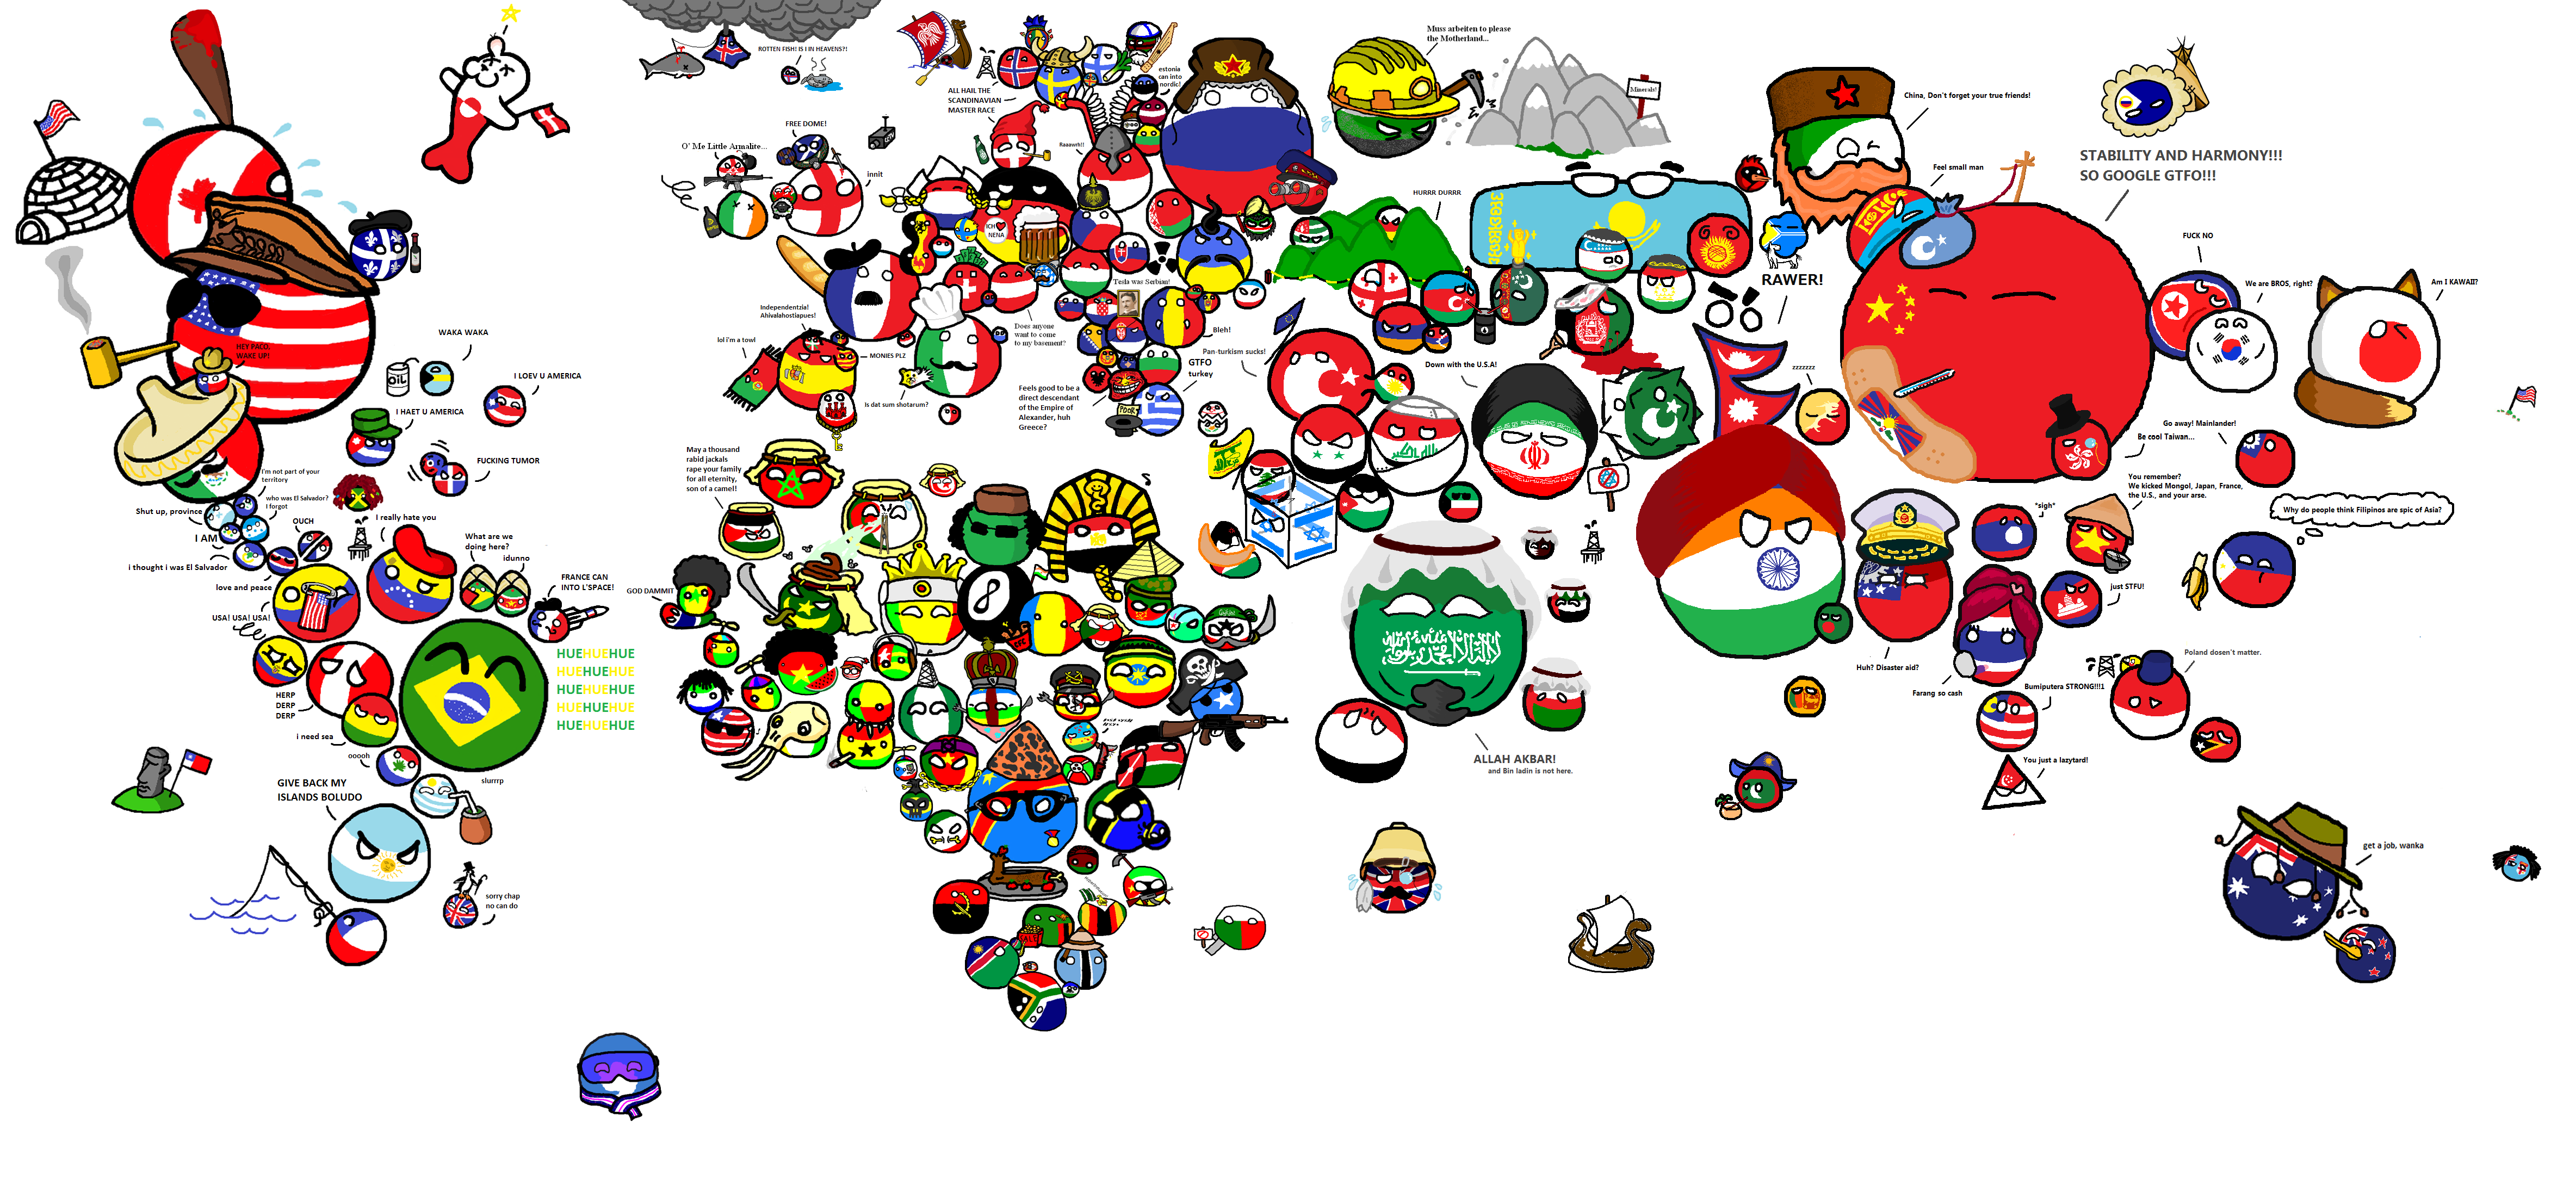 ROTTEN FISH! IS I IN HEAVENS?!
ALL HAIL THE
SCANDINAVIAN
MASTER RACE
estonia
can into
nordic!
Muss arbeiten to please
the Motherland...
Minerals!
China, Don't forget your true friends!
STABILITY AND HARMONY!!!
SO GOOGLE GTFO!!!
Feel small man
FREE DOME!
O' Me Little Armalite...
innit
Raaawrh!!
ICH
NENA
HURRR DURRR
RAWER!
FUCK NO
We are BROS, right?
Am I KAWAII?
HEY PACO,
WAKE UP!
WAKA WAKA
OIL
I LOEV U AMERICA
I HAET U AMERICA
FUCKING TUMOR
Independentzia!
Ahivalahostiapues!
lol i'm a towl
MONIES PLZ
Is dat sum shotarum?
Tesla was Serbian!
Does anyone
want to come
to my basement?
Bleh!
GTFO
turkey
Pan-turkism sucks!
Feels good to be a
direct descendant
of the Empire of
Alexander, huh
Greece?
POOR
Down with the U.S.A!
zzzzzzz
Go away! Mainlander!
Be cool Taiwan...
You remember?
We kicked Mongol, Japan, France,
the U.S., and your arse.
*sigh*
Why do people think Filipinos are spic of Asia?
just STFU!
I'm not part of your
territory
who was El Salvador?
I forgot
Shut up, province
I AM
OUCH
i thought i was El Salvador
love and peace
USA! USA! USA!
I really hate you
What are we
doing here?
idunno
FRANCE CAN
INTO L'SPACE!
HERP
DERP
DERP
i need sea
ooooh
slurrrp
HUEHUEHUE
HUEHUEHUE
HUEHUEHUE
HUEHUEHUE
HUEHUEHUE
GIVE BACK MY
ISLANDS BOLUDO
sorry chap
no can do
May a thousand
rabid jackals
rape your family
for all eternity,
son of a camel!
GOD DAMMIT
ALLAH AKBAR!
and Bin ladin is not here.
Huh? Disaster aid?
Farang so cash
Poland dosen't matter.
Bumiputera STRONG!!!1
You just a lazytard!
SALE
get a job, wanka